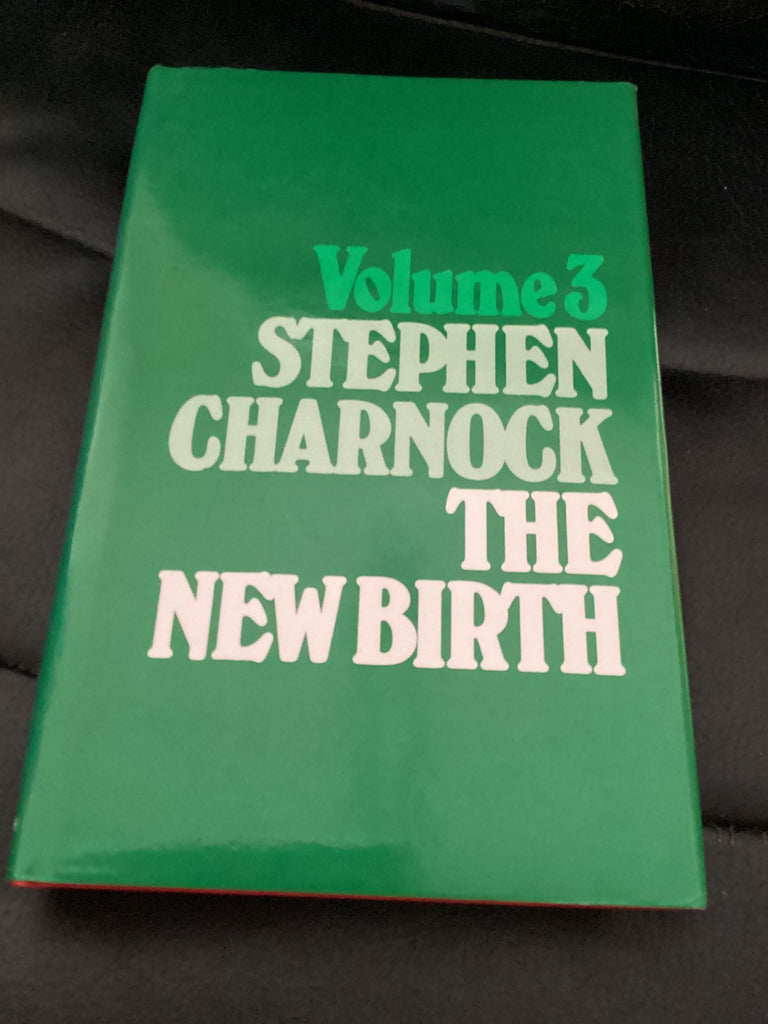 Volume 3
STEPHEN
CHARNOCK
THE
NEW BIRTH